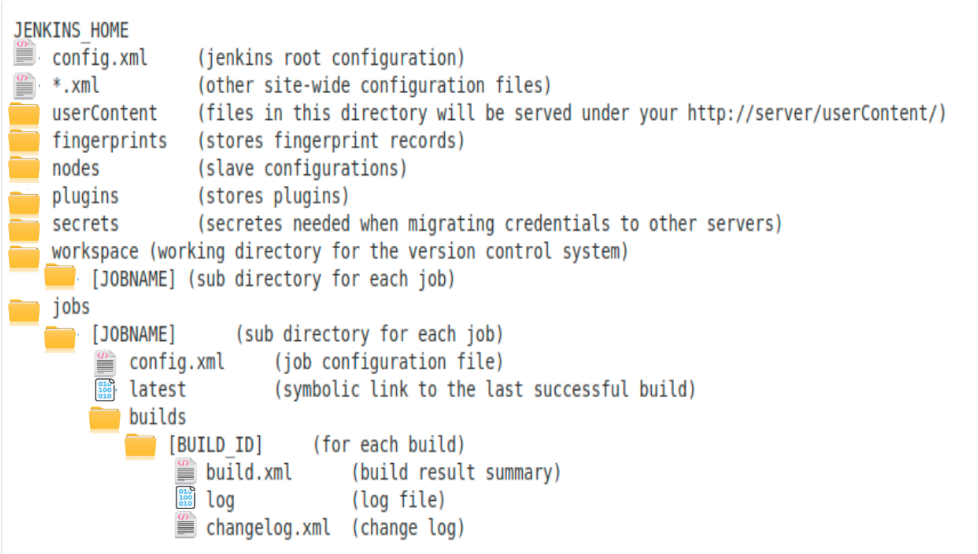 JENKINS_HOME
config.xml (jenkins root configuration)
*.xml (other site-wide configuration files)
userContent (files in this directory will be served under your http://server/userContent/)
fingerprints (stores fingerprint records)
nodes (slave configurations)
plugins (stores plugins)
secrets (secretes needed when migrating credentials to other servers)
workspace (working directory for the version control system)
[JOBNAME] (sub directory for each job)
jobs
[JOBNAME] (sub directory for each job)
config.xml (job configuration file)
latest (symbolic link to the last successful build)
builds
[BUILD_ID] (for each build)
build.xml (build result summary)
log (log file)
changelog.xml (change log)